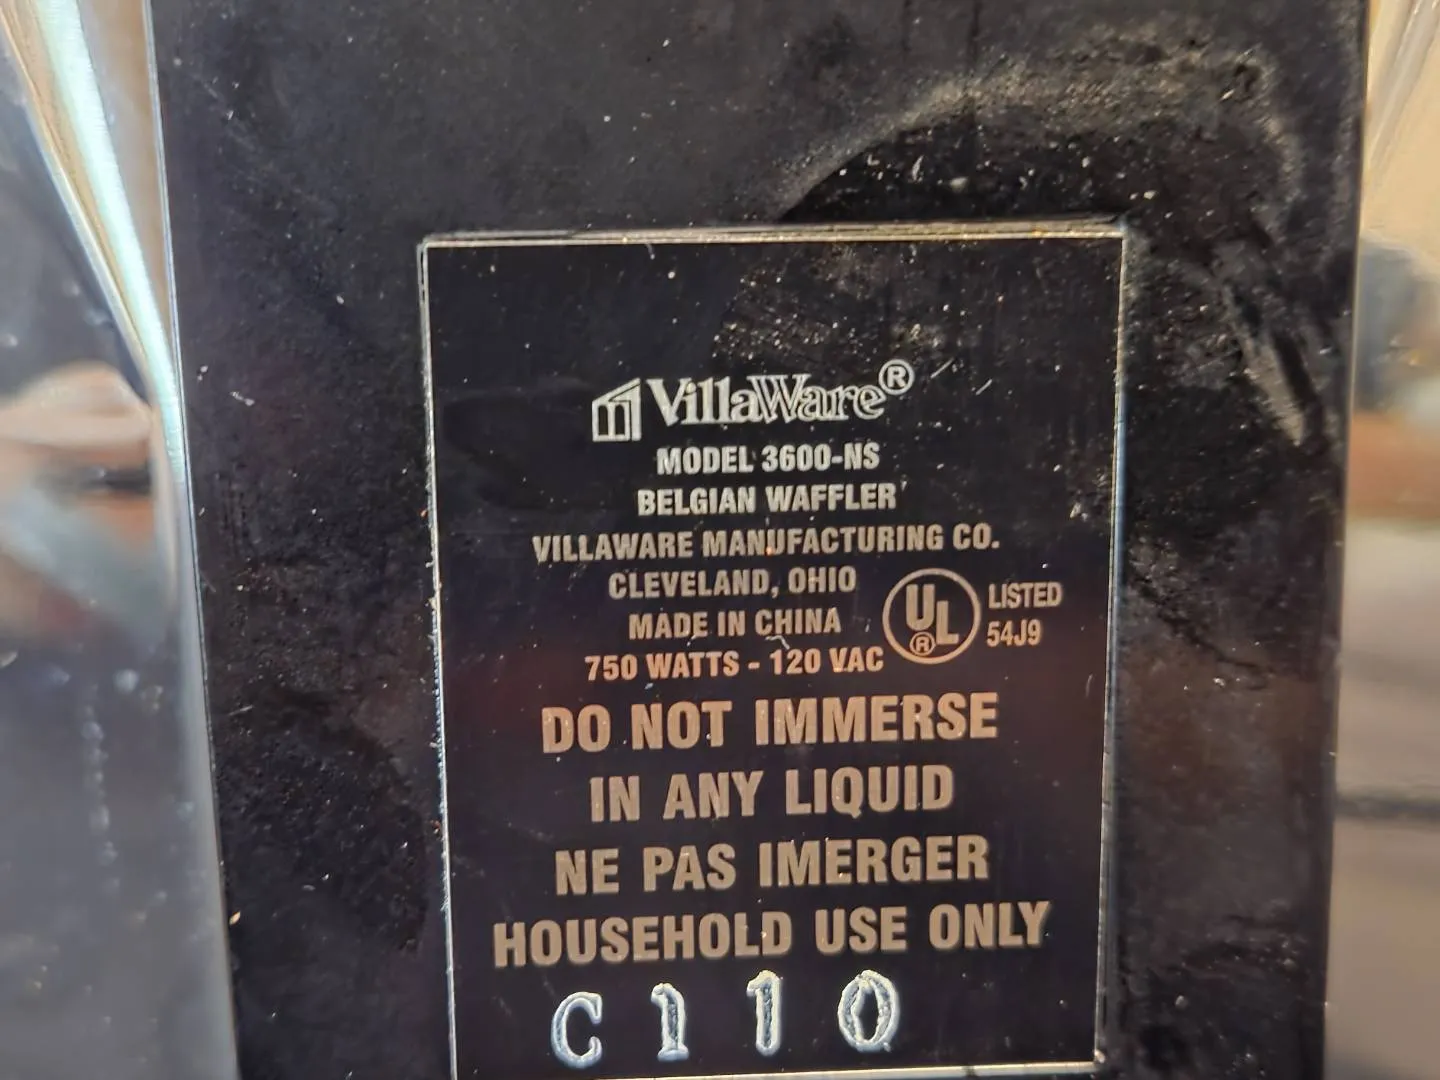 VillaWare®
MODEL 3600-NS
BELGIAN WAFFLER
VILLAWARE MANUFACTURING CO.
CLEVELAND, OHIO
MADE IN CHINA
750 WATTS - 120 VAC
UL® LISTED
54J9
DO NOT IMMERSE
IN ANY LIQUID
NE PAS IMERGER
HOUSEHOLD USE ONLY
C110